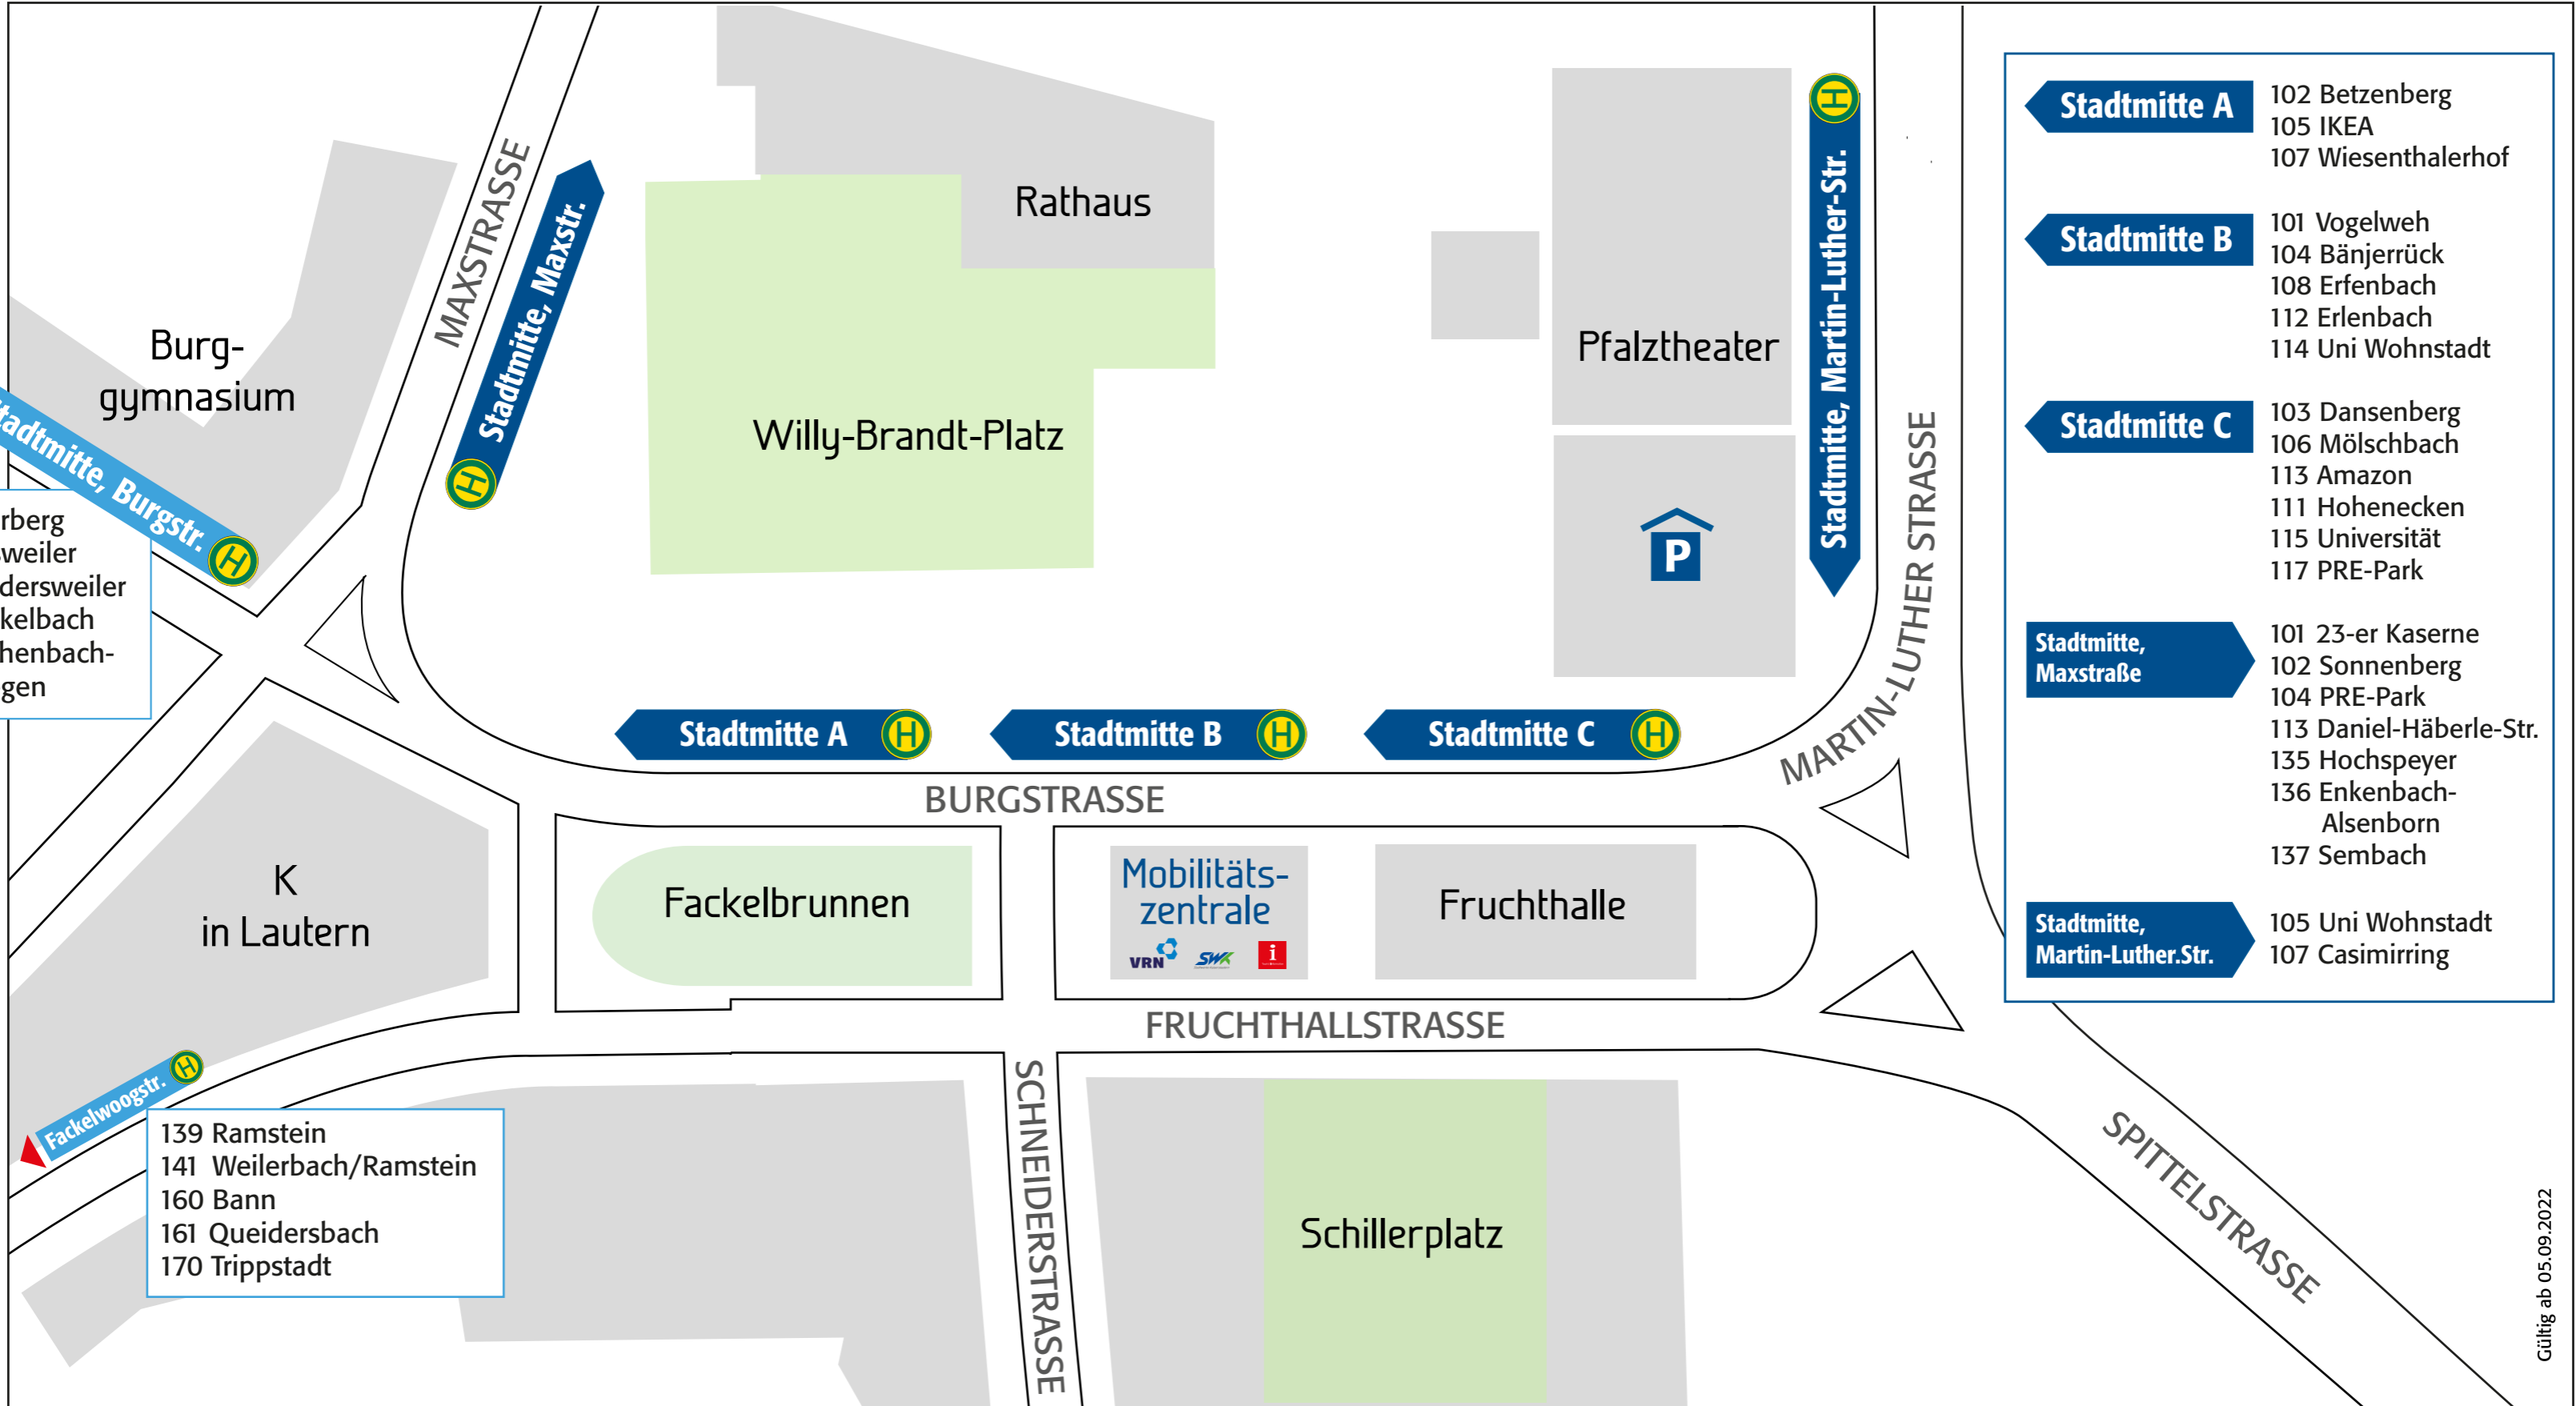 MAXSTRASSE
Stadtmitte, Maxstr.
Rathaus
Willy-Brandt-Platz
Burg-
gymnasium
Stadtmitte, Burgstr.
H
H
Pfalztheater
P
H
Stadtmitte, Martin-Luther-Str.
MARTIN-LUTHER STRASSE
Stadtmitte A
H
Stadtmitte B
H
Stadtmitte C
H
BURGSTRASSE
K
in Lautern
Fackelbrunnen
Mobilitäts-
zentrale
VRN
SWK
i
Fruchthalle
FRUCHTHALLSTRASSE
Fackelwoogstr.
H
139 Ramstein
141 Weilerbach/Ramstein
160 Bann
161 Queidersbach
170 Trippstadt
SCHNEIDERSTRASSE
Schillerplatz
SPITTELSTRASSE
Stadtmitte A
102 Betzenberg
105 IKEA
107 Wiesenthalerhof
Stadtmitte B
101 Vogelweh
104 Bänjerrück
108 Erfenbach
112 Erlenbach
114 Uni Wohnstadt
Stadtmitte C
103 Dansenberg
106 Mölschbach
113 Amazon
111 Hohenecken
115 Universität
117 PRE-Park
Stadtmitte,
Maxstraße
101 23-er Kaserne
102 Sonnenberg
104 PRE-Park
113 Daniel-Häberle-Str.
135 Hochspeyer
136 Enkenbach-
Alsenborn
137 Sembach
Stadtmitte,
Martin-Luther.Str.
105 Uni Wohnstadt
107 Casimirring
Gültig ab 05.09.2022